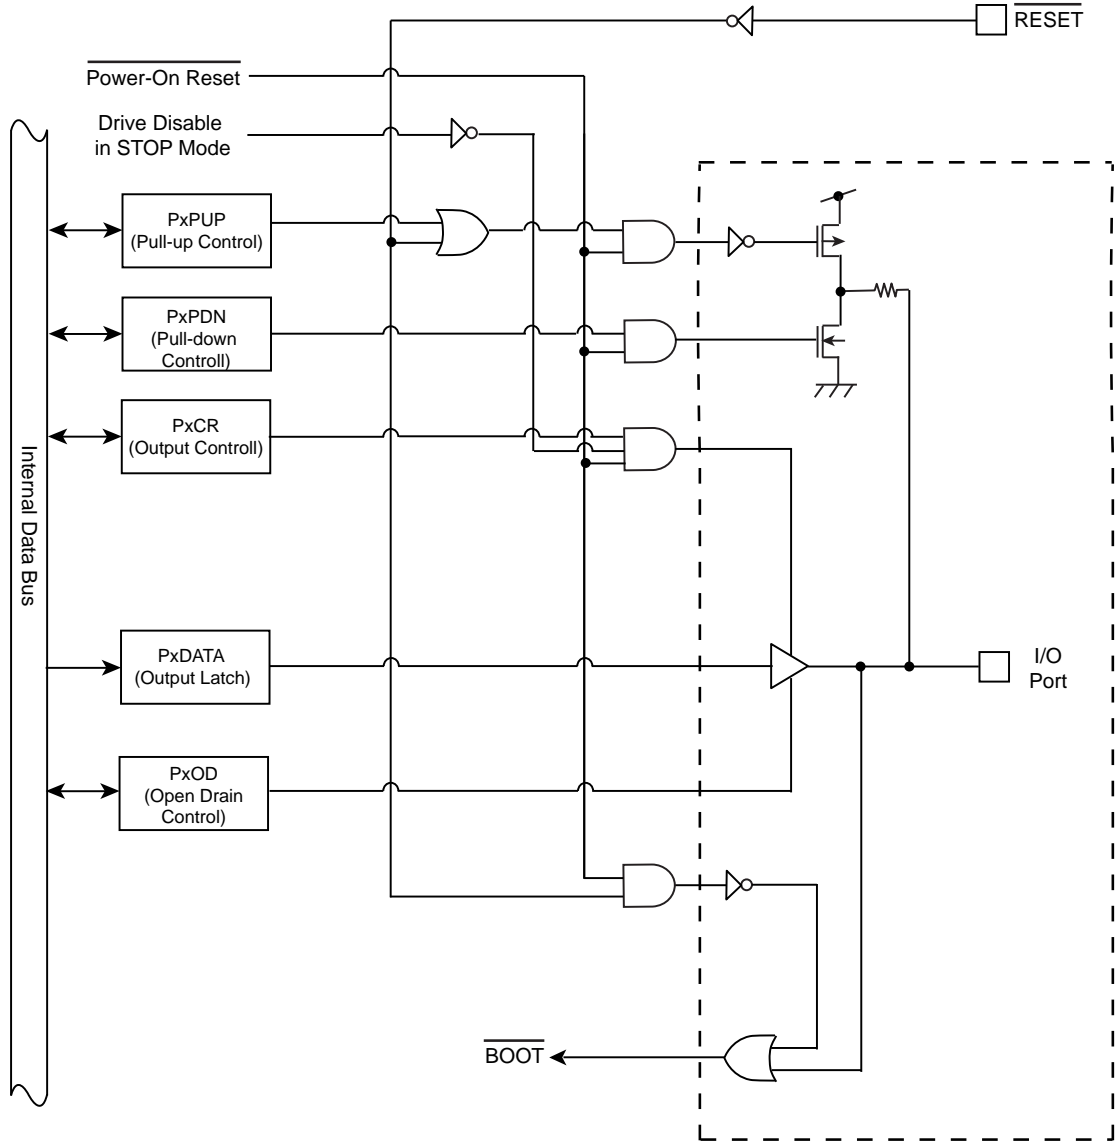 RESET
Power-On Reset
Drive Disable
in STOP Mode
PxPUP
(Pull-up Control)
PxPDN
(Pull-down
Controll)
PxCR
(Output Controll)
Internal Data Bus
PxDATA
(Output Latch)
I/O
Port
PxOD
(Open Drain
Control)
BOOT